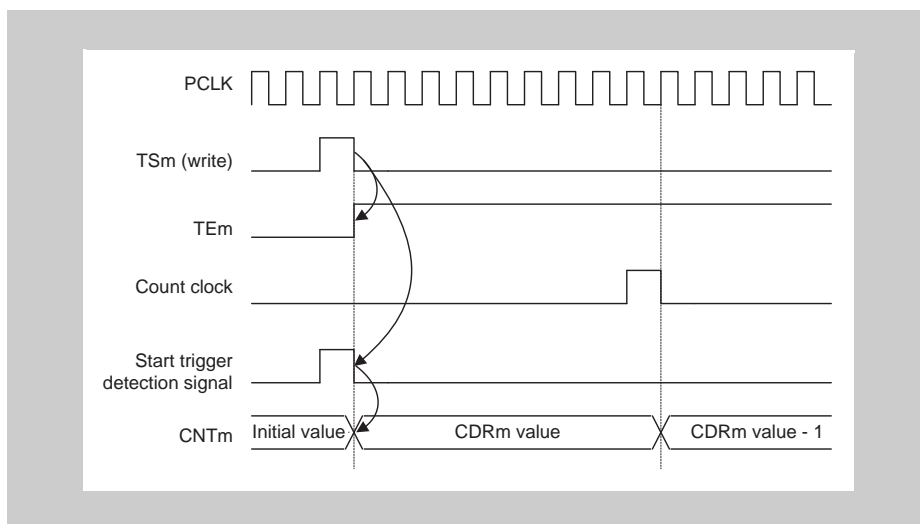 PCLK
TSm (write)
TEm
Count clock
Start trigger
detection signal
CNTm
Initial value
CDRm value
CDRm value - 1